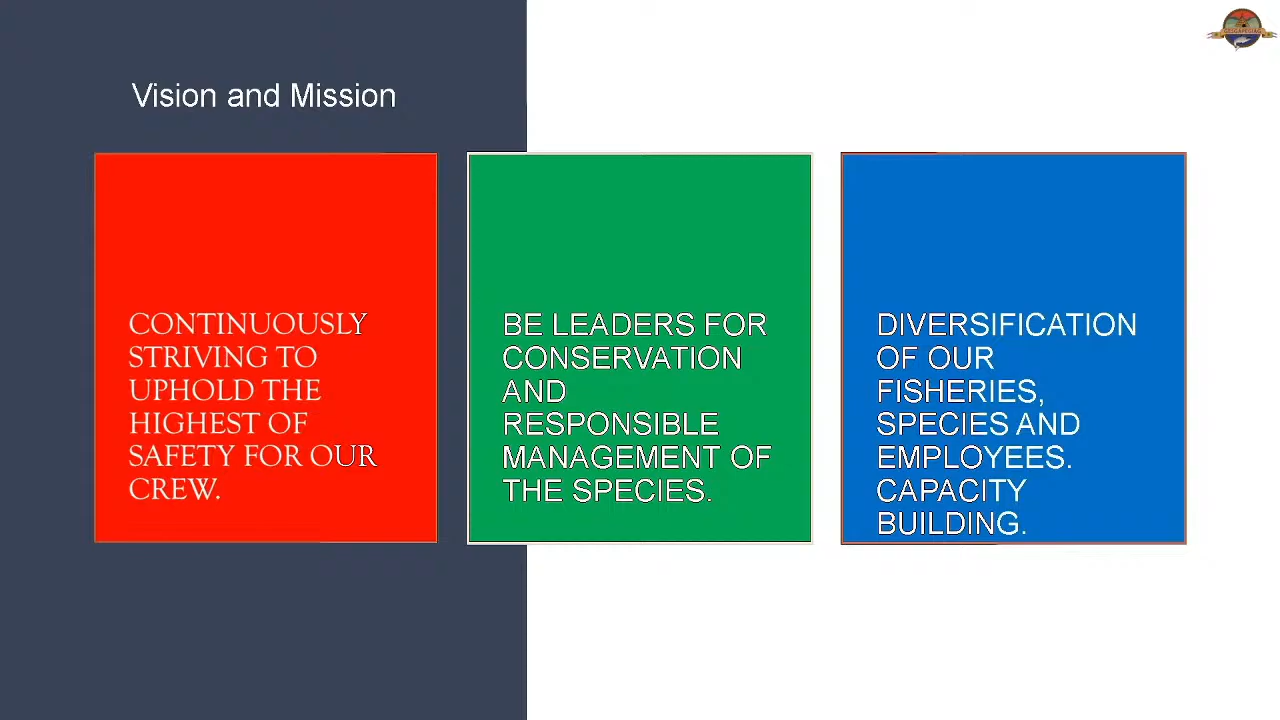 Vision and Mission
CONTINUOUSLY
STRIVING TO
UPHOLD THE
HIGHEST OF
SAFETY FOR OUR
CREW.
BE LEADERS FOR
CONSERVATION
AND
RESPONSIBLE
MANAGEMENT OF
THE SPECIES.
DIVERSIFICATION
OF OUR
FISHERIES,
SPECIES AND
EMPLOYEES.
CAPACITY
BUILDING.